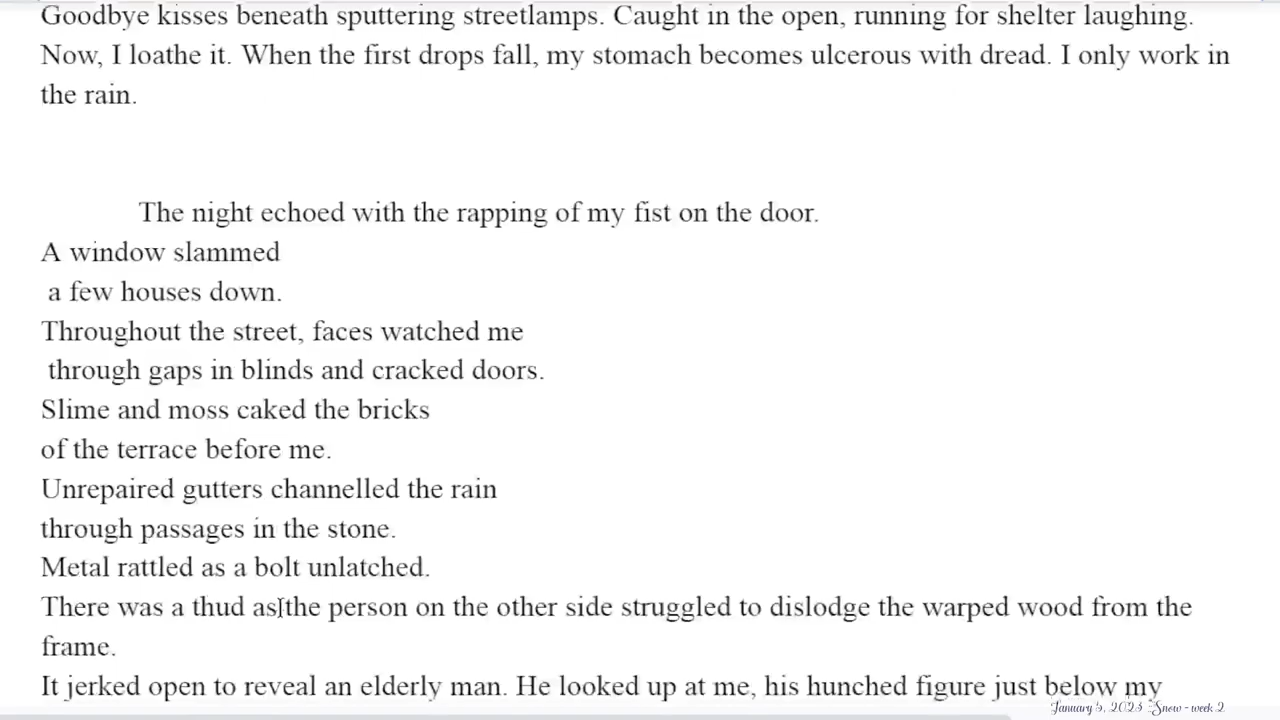 Goodbye kisses beneath sputtering streetlamps. Caught in the open, running for shelter laughing.
Now, I loathe it. When the first drops fall, my stomach becomes ulcerous with dread. I only work in
the rain.
The night echoed with the rapping of my fist on the door.
A window slammed
a few houses down.
Throughout the street, faces watched me
through gaps in blinds and cracked doors.
Slime and moss caked the bricks
of the terrace before me.
Unrepaired gutters channelled the rain
through passages in the stone.
Metal rattled as a bolt unlatched.
There was a thud as the person on the other side struggled to dislodge the warped wood from the
frame.
It jerked open to reveal an elderly man. He looked up at me, his hunched figure just below my
January 5, 2023 Snow - week 2